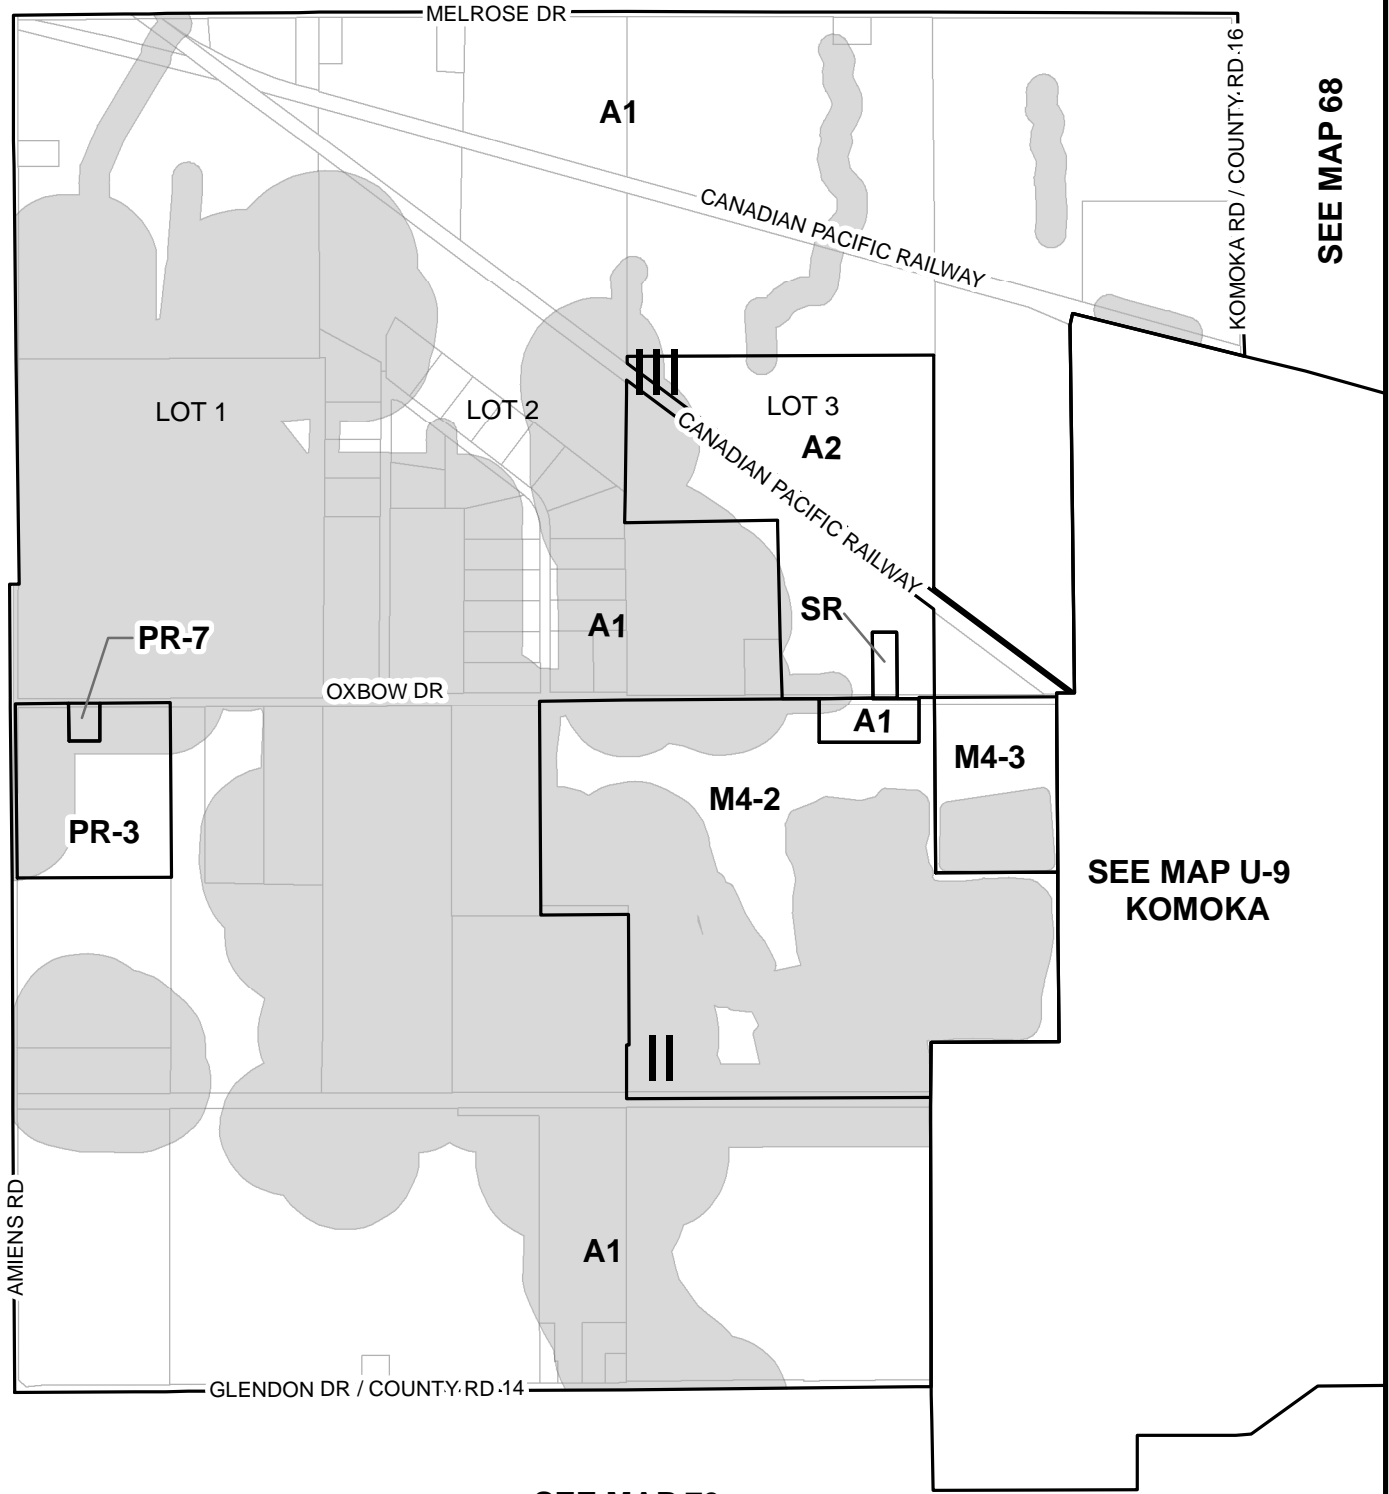 MELROSE DR
KOMOKA RD / COUNTY RD 16
SEE MAP 68
A1
CANADIAN PACIFIC RAILWAY
LOT 1
LOT 2
LOT 3
A2
CANADIAN PACIFIC RAILWAY
SR
A1
PR-7
OXBOW DR
A1
M4-3
M4-2
PR-3
SEE MAP U-9
KOMOKA
AMIENS RD
A1
GLENDON DR / COUNTY RD 14
SEE MAP